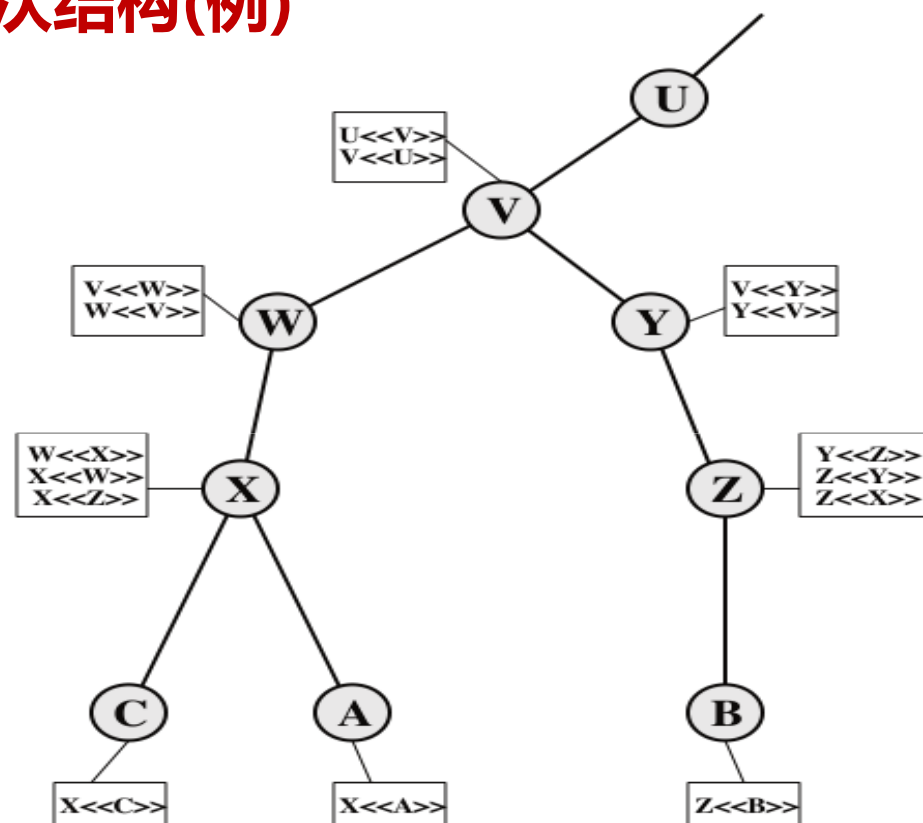 次结构(例)
U
U<<V>>
V<<U>>
V
V<<W>>
W<<V>>
W
Y
V<<Y>>
Y<<V>>
W<<X>>
X<<W>>
X<<Z>>
X
Z
Y<<Z>>
Z<<Y>>
Z<<X>>
C
A
B
X<<C>>
X<<A>>
Z<<B>>